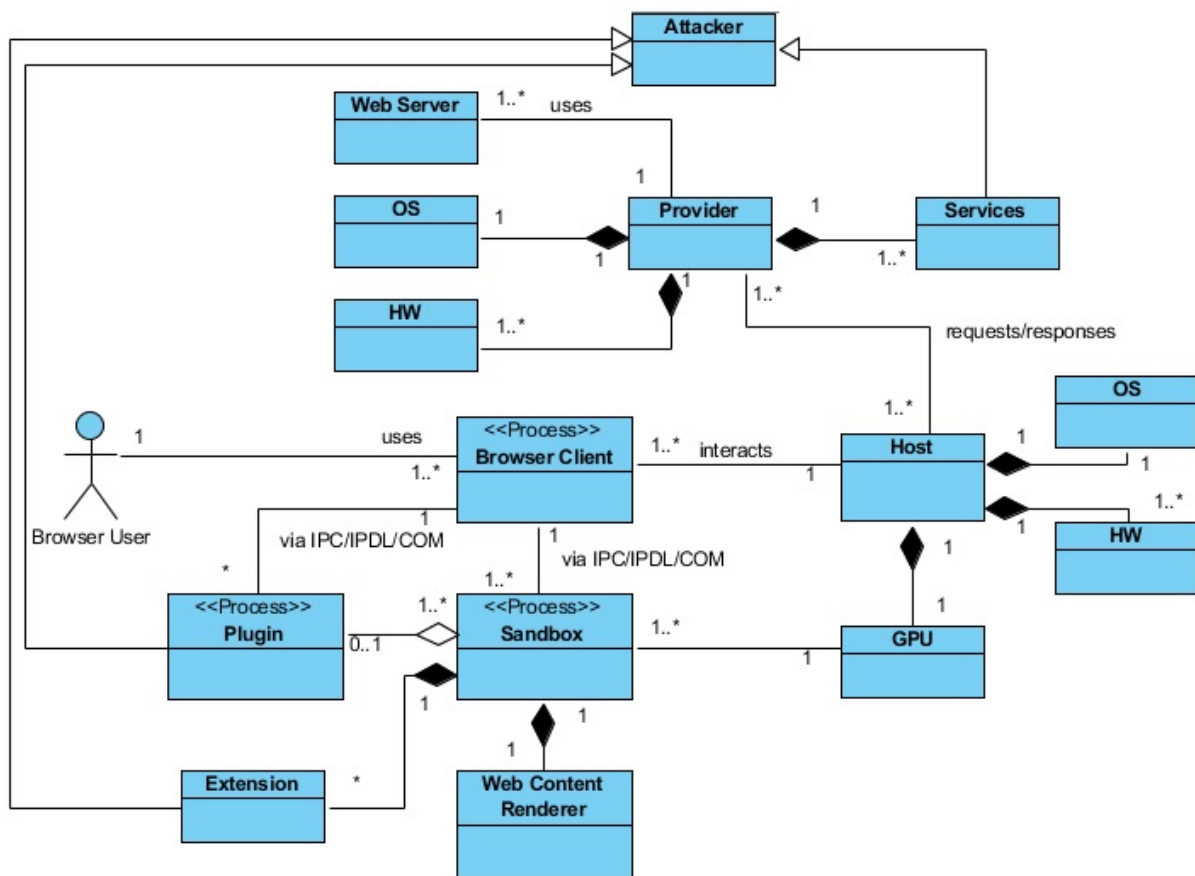 Attacker
Web Server
1..*
uses
1
OS
1
1
Provider
1
1..*
Services
HW
1..*
1
1..*
requests/responses
1..*
Browser User
1
uses
1..*
<<Process>>
Browser Client
1..*
interacts
1
Host
1
1
OS
1
1..*
HW
1
via IPC/IPDL/COM
*
1
via IPC/IPDL/COM
1..*
<<Process>>
Plugin
0..1
1..*
<<Process>>
Sandbox
1..*
1
1
1
GPU
1
*
Extension
1
1
Web Content
Renderer